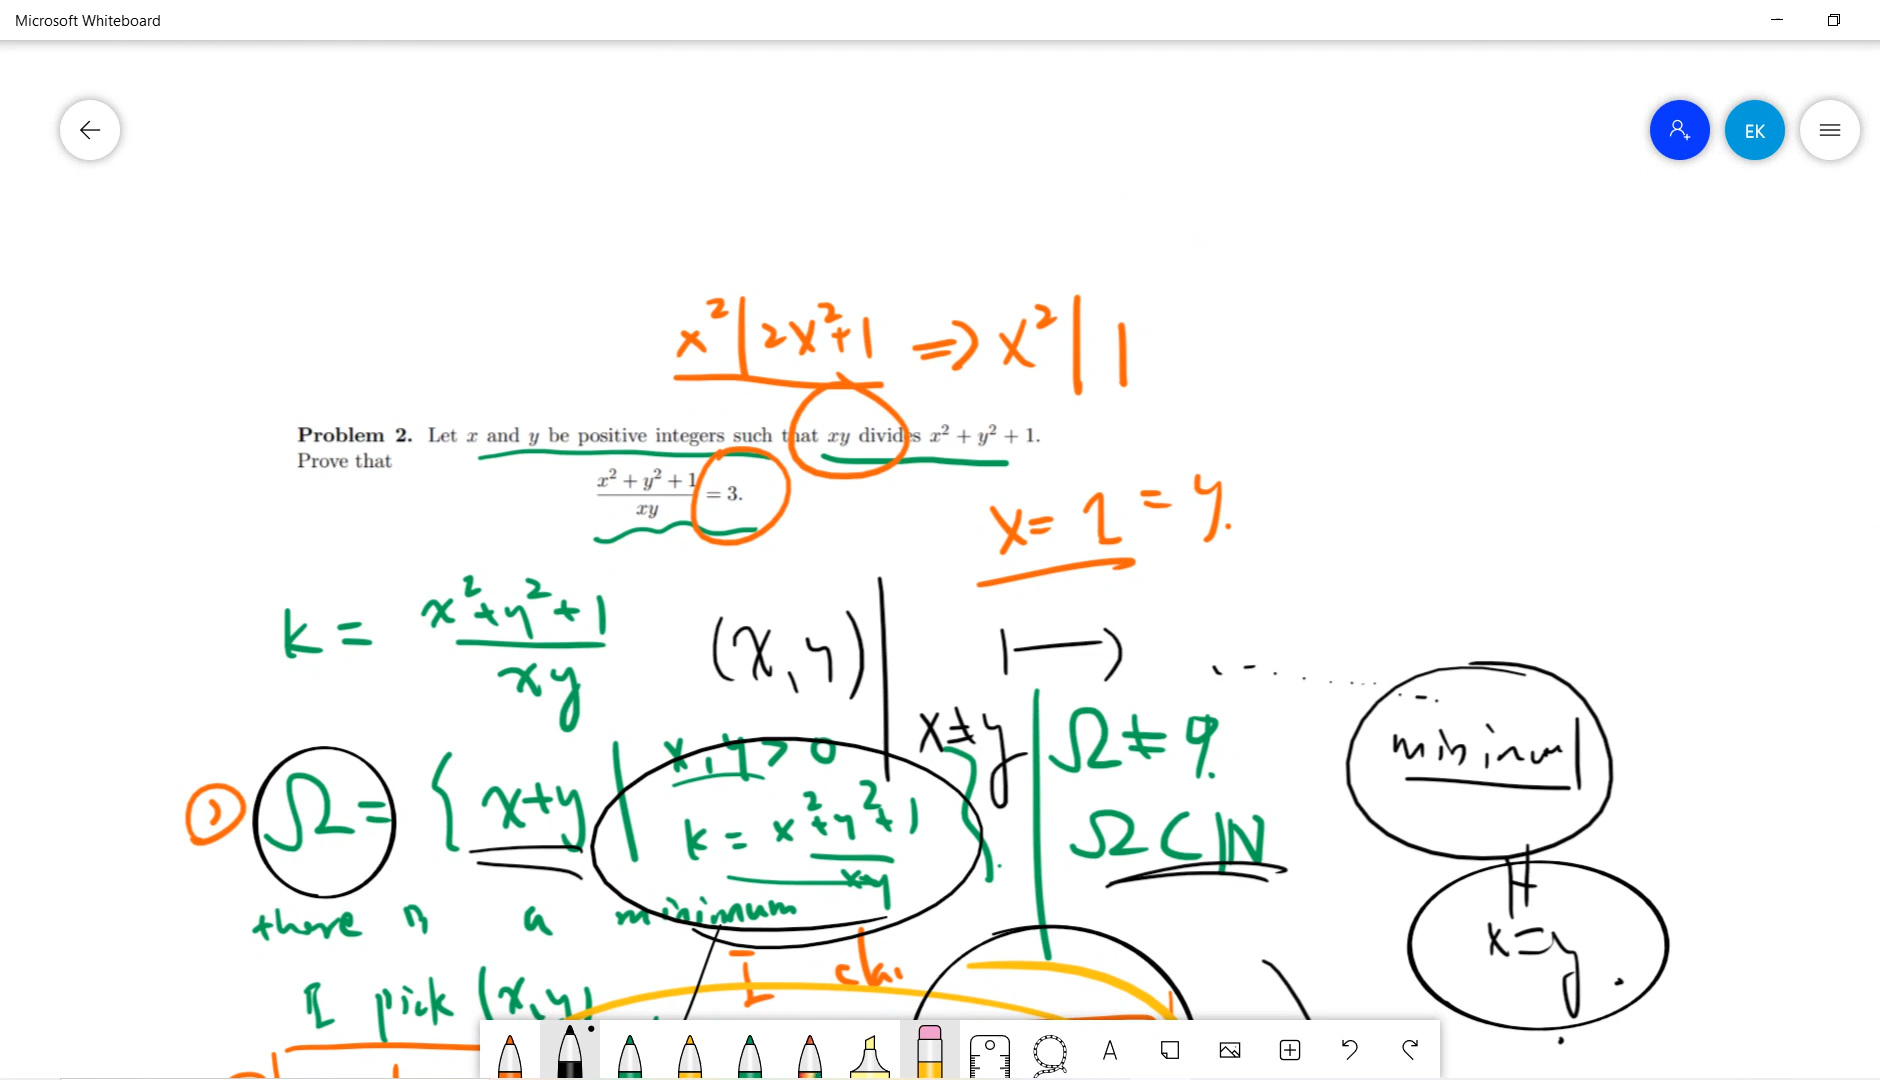 Microsoft Whiteboard
EK
x² | 2x²+1 ⇒ x² | 1
Problem 2. Let x and y be positive integers such that xy divides x² + y² + 1.
Prove that
x² + y² + 1
xy
= 3.
x = 1 = y.
k = x²+y²+1
xy
(x, y) | ⟼
minimal
x≠y
Ω = { x+y | x, y > 0
k = x²+y²+1
xy
}
Ω ≠ φ.
Ω ⊂ ℕ
x=y.
there is a minimum
I pick (x, y)
I
A